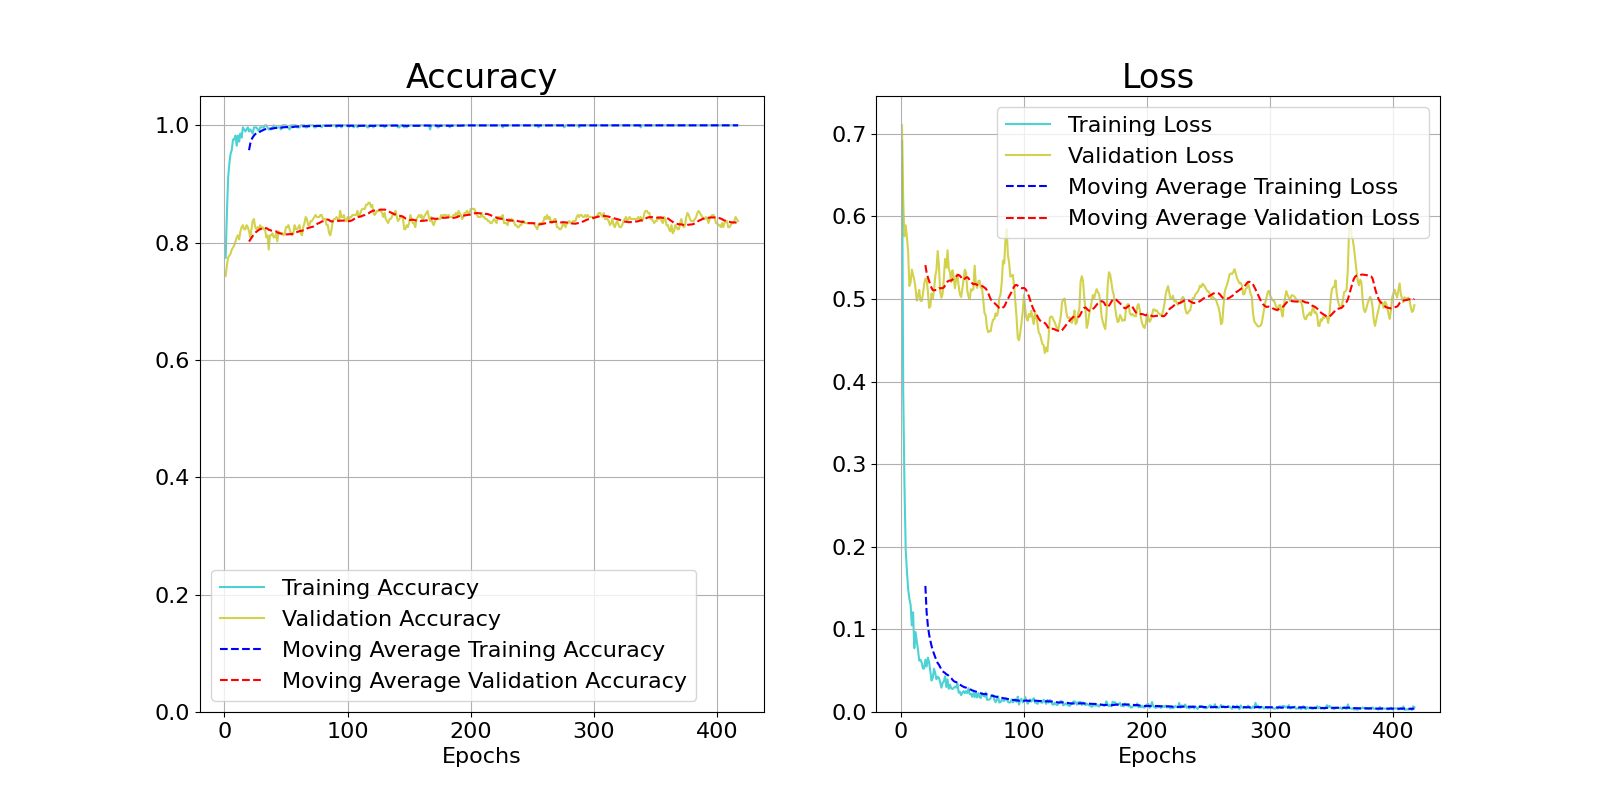 Accuracy
1.0
0.8
0.6
0.4
0.2
0.0
Training Accuracy
Validation Accuracy
Moving Average Training Accuracy
Moving Average Validation Accuracy
0 100 200 300 400
Epochs
Loss
0.7
0.6
0.5
0.4
0.3
0.2
0.1
0.0
Training Loss
Validation Loss
Moving Average Training Loss
Moving Average Validation Loss
0 100 200 300 400
Epochs